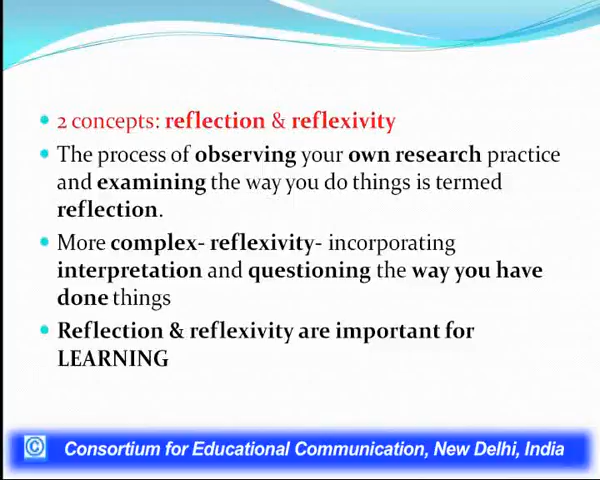 2 concepts: reflection & reflexivity
The process of observing your own research practice
and examining the way you do things is termed
reflection.
More complex- reflexivity- incorporating
interpretation and questioning the way you have
done things
Reflection & reflexivity are important for
LEARNING
© Consortium for Educational Communication, New Delhi, India